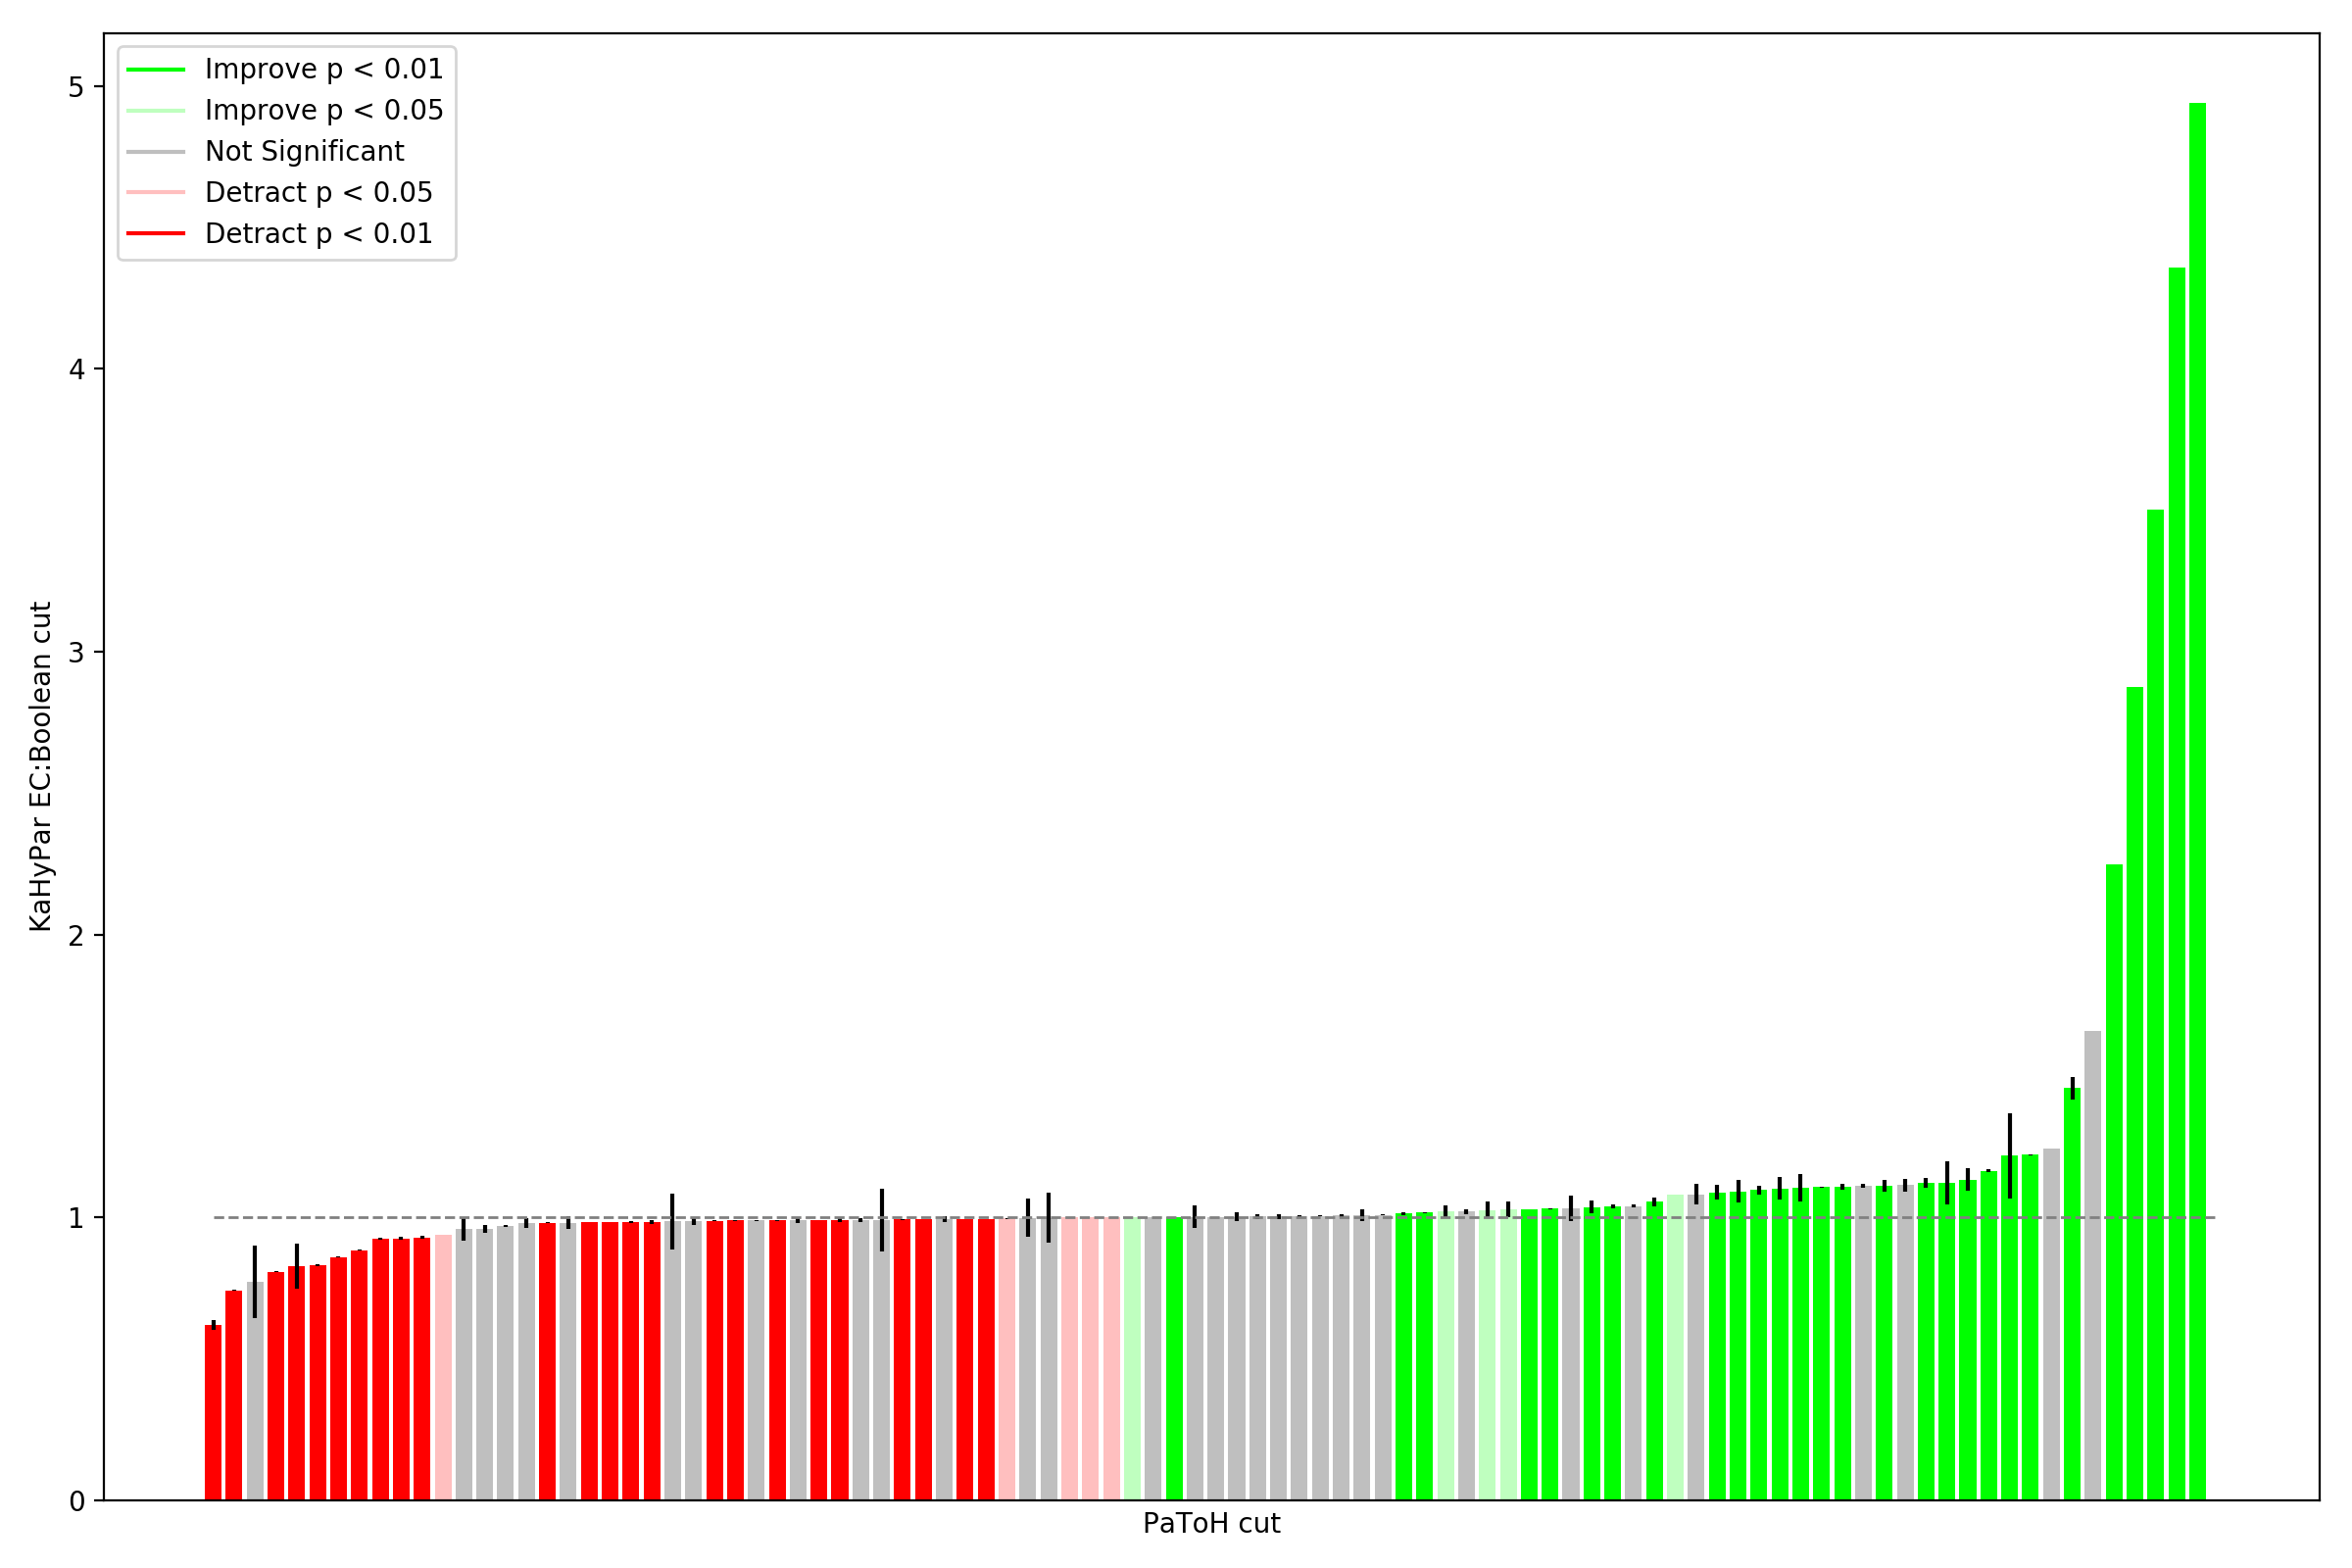 Improve p < 0.01
Improve p < 0.05
Not Significant
Detract p < 0.05
Detract p < 0.01
5
4
3
2
1
0
KaHyPar EC:Boolean cut
PaToH cut